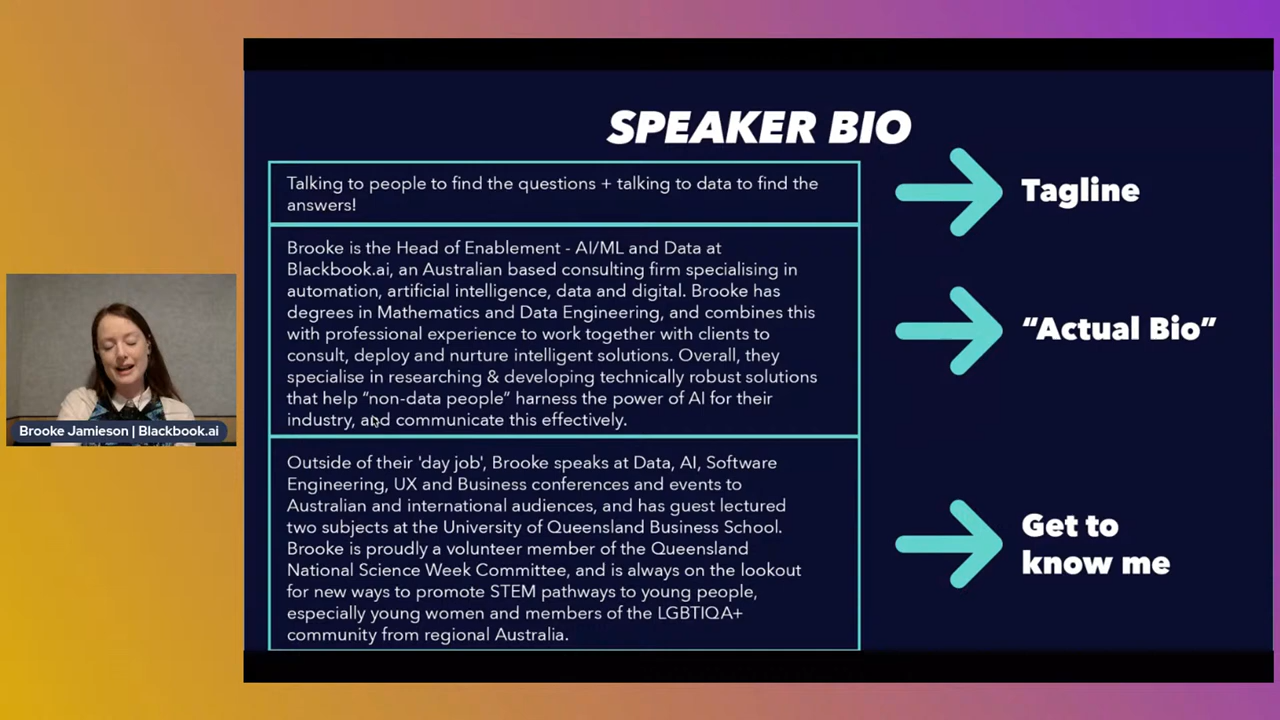 SPEAKER BIO
Talking to people to find the questions + talking to data to find the
answers!
Tagline
Brooke is the Head of Enablement - AI/ML and Data at
Blackbook.ai, an Australian based consulting firm specialising in
automation, artificial intelligence, data and digital. Brooke has
degrees in Mathematics and Data Engineering, and combines this
with professional experience to work together with clients to
consult, deploy and nurture intelligent solutions. Overall, they
specialise in researching & developing technically robust solutions
that help “non-data people” harness the power of AI for their
industry, and communicate this effectively.
“Actual Bio”
Outside of their 'day job', Brooke speaks at Data, AI, Software
Engineering, UX and Business conferences and events to
Australian and international audiences, and has guest lectured
two subjects at the University of Queensland Business School.
Brooke is proudly a volunteer member of the Queensland
National Science Week Committee, and is always on the lookout
for new ways to promote STEM pathways to young people,
especially young women and members of the LGBTIQA+
community from regional Australia.
Get to
know me
Brooke Jamieson | Blackbook.ai